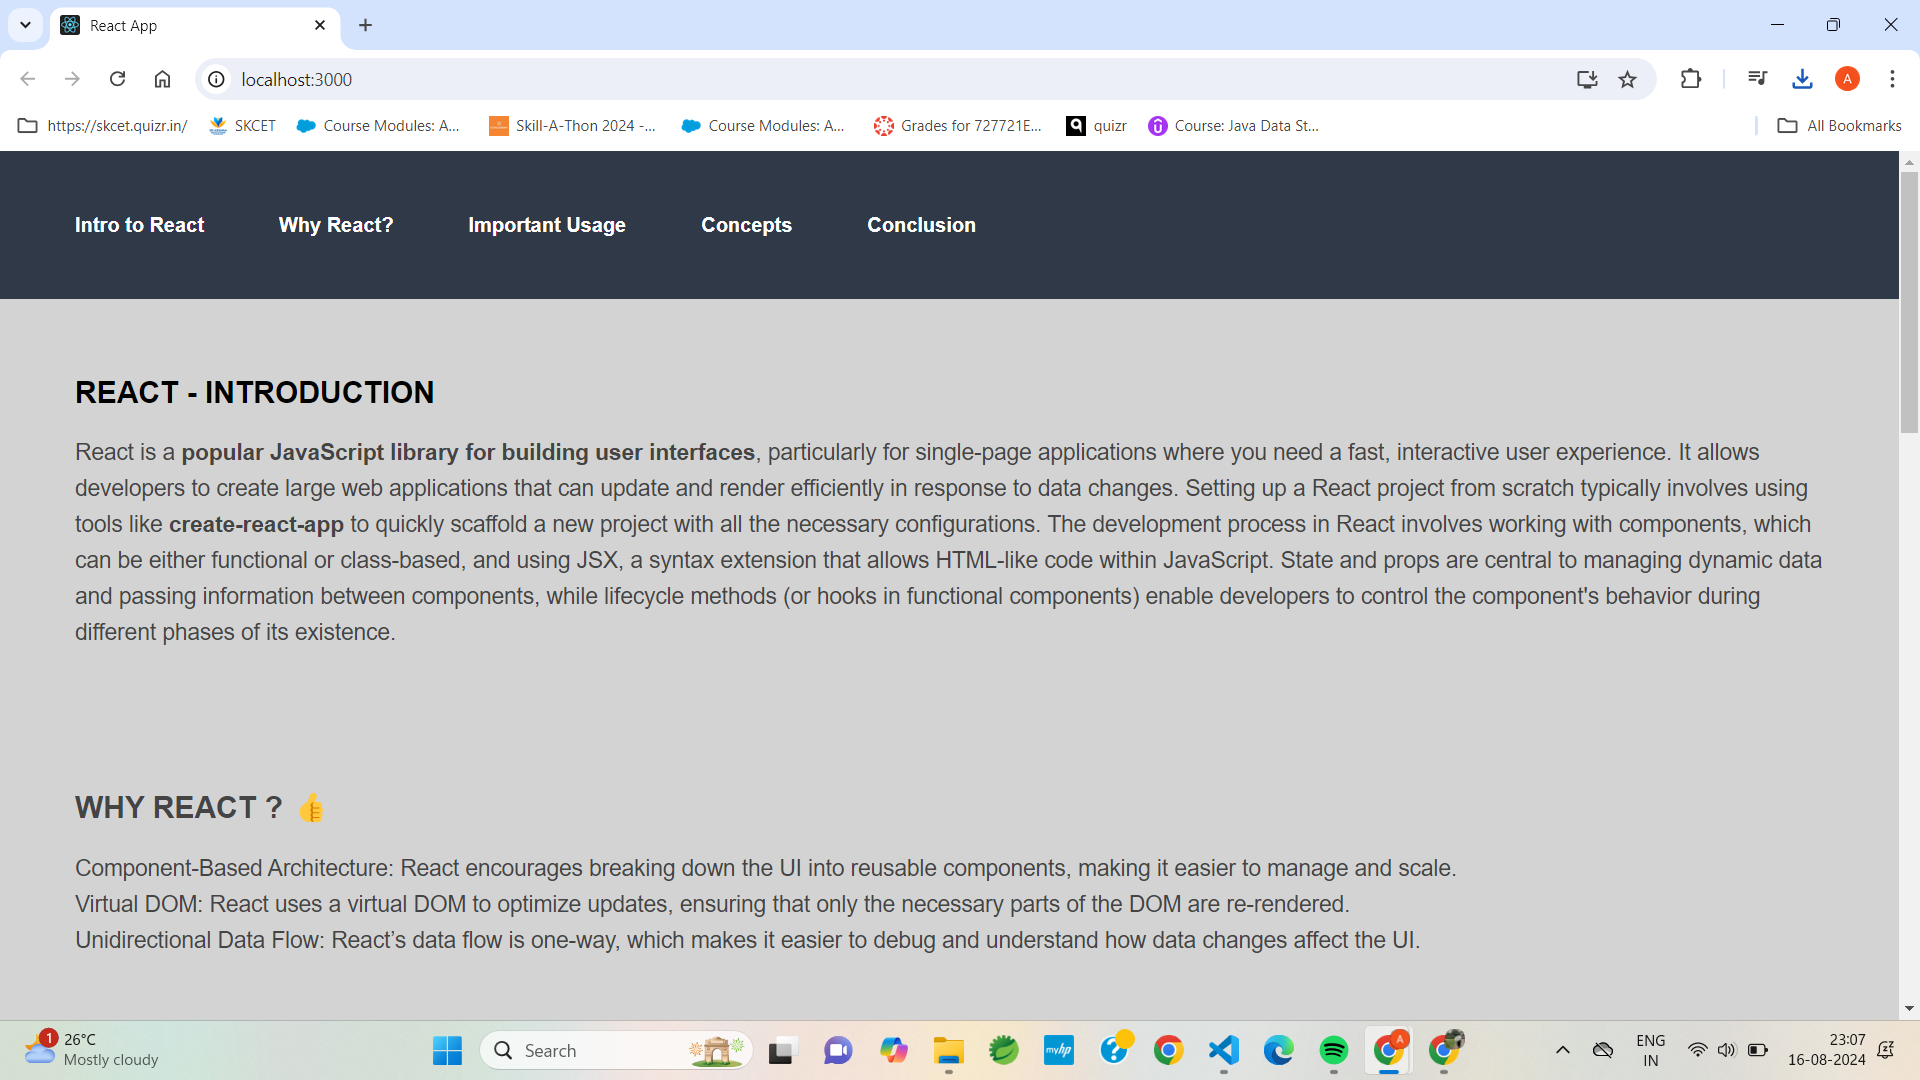 React App
localhost:3000
A
https://skcet.quizr.in/ SKCET Course Modules: A... Skill-A-Thon 2024 -... Course Modules: A... Grades for 727721E... quizr Course: Java Data St... All Bookmarks
Intro to React Why React? Important Usage Concepts Conclusion
REACT - INTRODUCTION
React is a popular JavaScript library for building user interfaces, particularly for single-page applications where you need a fast, interactive user experience. It allows
developers to create large web applications that can update and render efficiently in response to data changes. Setting up a React project from scratch typically involves using
tools like create-react-app to quickly scaffold a new project with all the necessary configurations. The development process in React involves working with components, which
can be either functional or class-based, and using JSX, a syntax extension that allows HTML-like code within JavaScript. State and props are central to managing dynamic data
and passing information between components, while lifecycle methods (or hooks in functional components) enable developers to control the component's behavior during
different phases of its existence.
WHY REACT ? 👍
Component-Based Architecture: React encourages breaking down the UI into reusable components, making it easier to manage and scale.
Virtual DOM: React uses a virtual DOM to optimize updates, ensuring that only the necessary parts of the DOM are re-rendered.
Unidirectional Data Flow: React’s data flow is one-way, which makes it easier to debug and understand how data changes affect the UI.
1
26°C
Mostly cloudy
Search
myhp
A
ENG
IN
23:07
16-08-2024